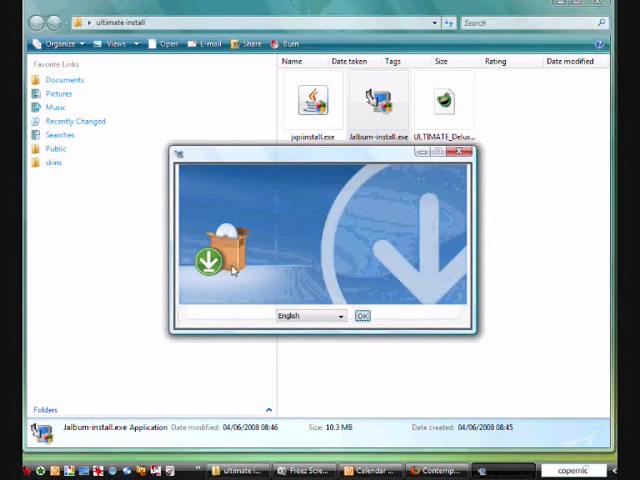 ultimate install
Search
Organize Views Open E-mail Share Burn
Favorite Links
Name Date taken Tags Size Rating Date modified
Documents
Pictures
Music
Recently Changed
Searches
Public
skins
jxpiinstall.exe Jalbum-install.exe ULTIMATE_Delux...
English OK
Folders
Jalbum-install.exe Application Date modified: 04/06/2008 08:46 Size: 10.3 MB Date created: 04/06/2008 08:45
ultimate i... Freez Scre... Calendar ... Firefox Contemp... copernic